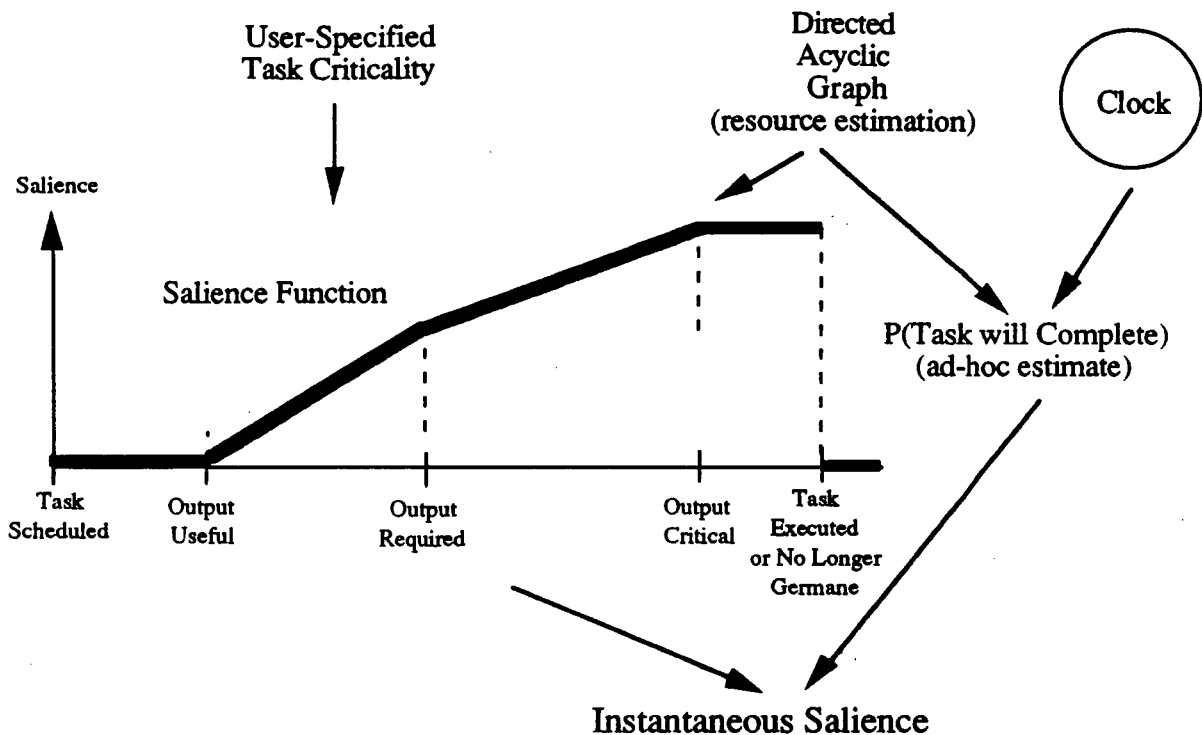 User-Specified
Task Criticality
Directed
Acyclic
Graph
(resource estimation)
Clock
Salience
Salience Function
P(Task will Complete)
(ad-hoc estimate)
Task
Scheduled
Output
Useful
Output
Required
Output
Critical
Task
Executed
or No Longer
Germane
Instantaneous Salience